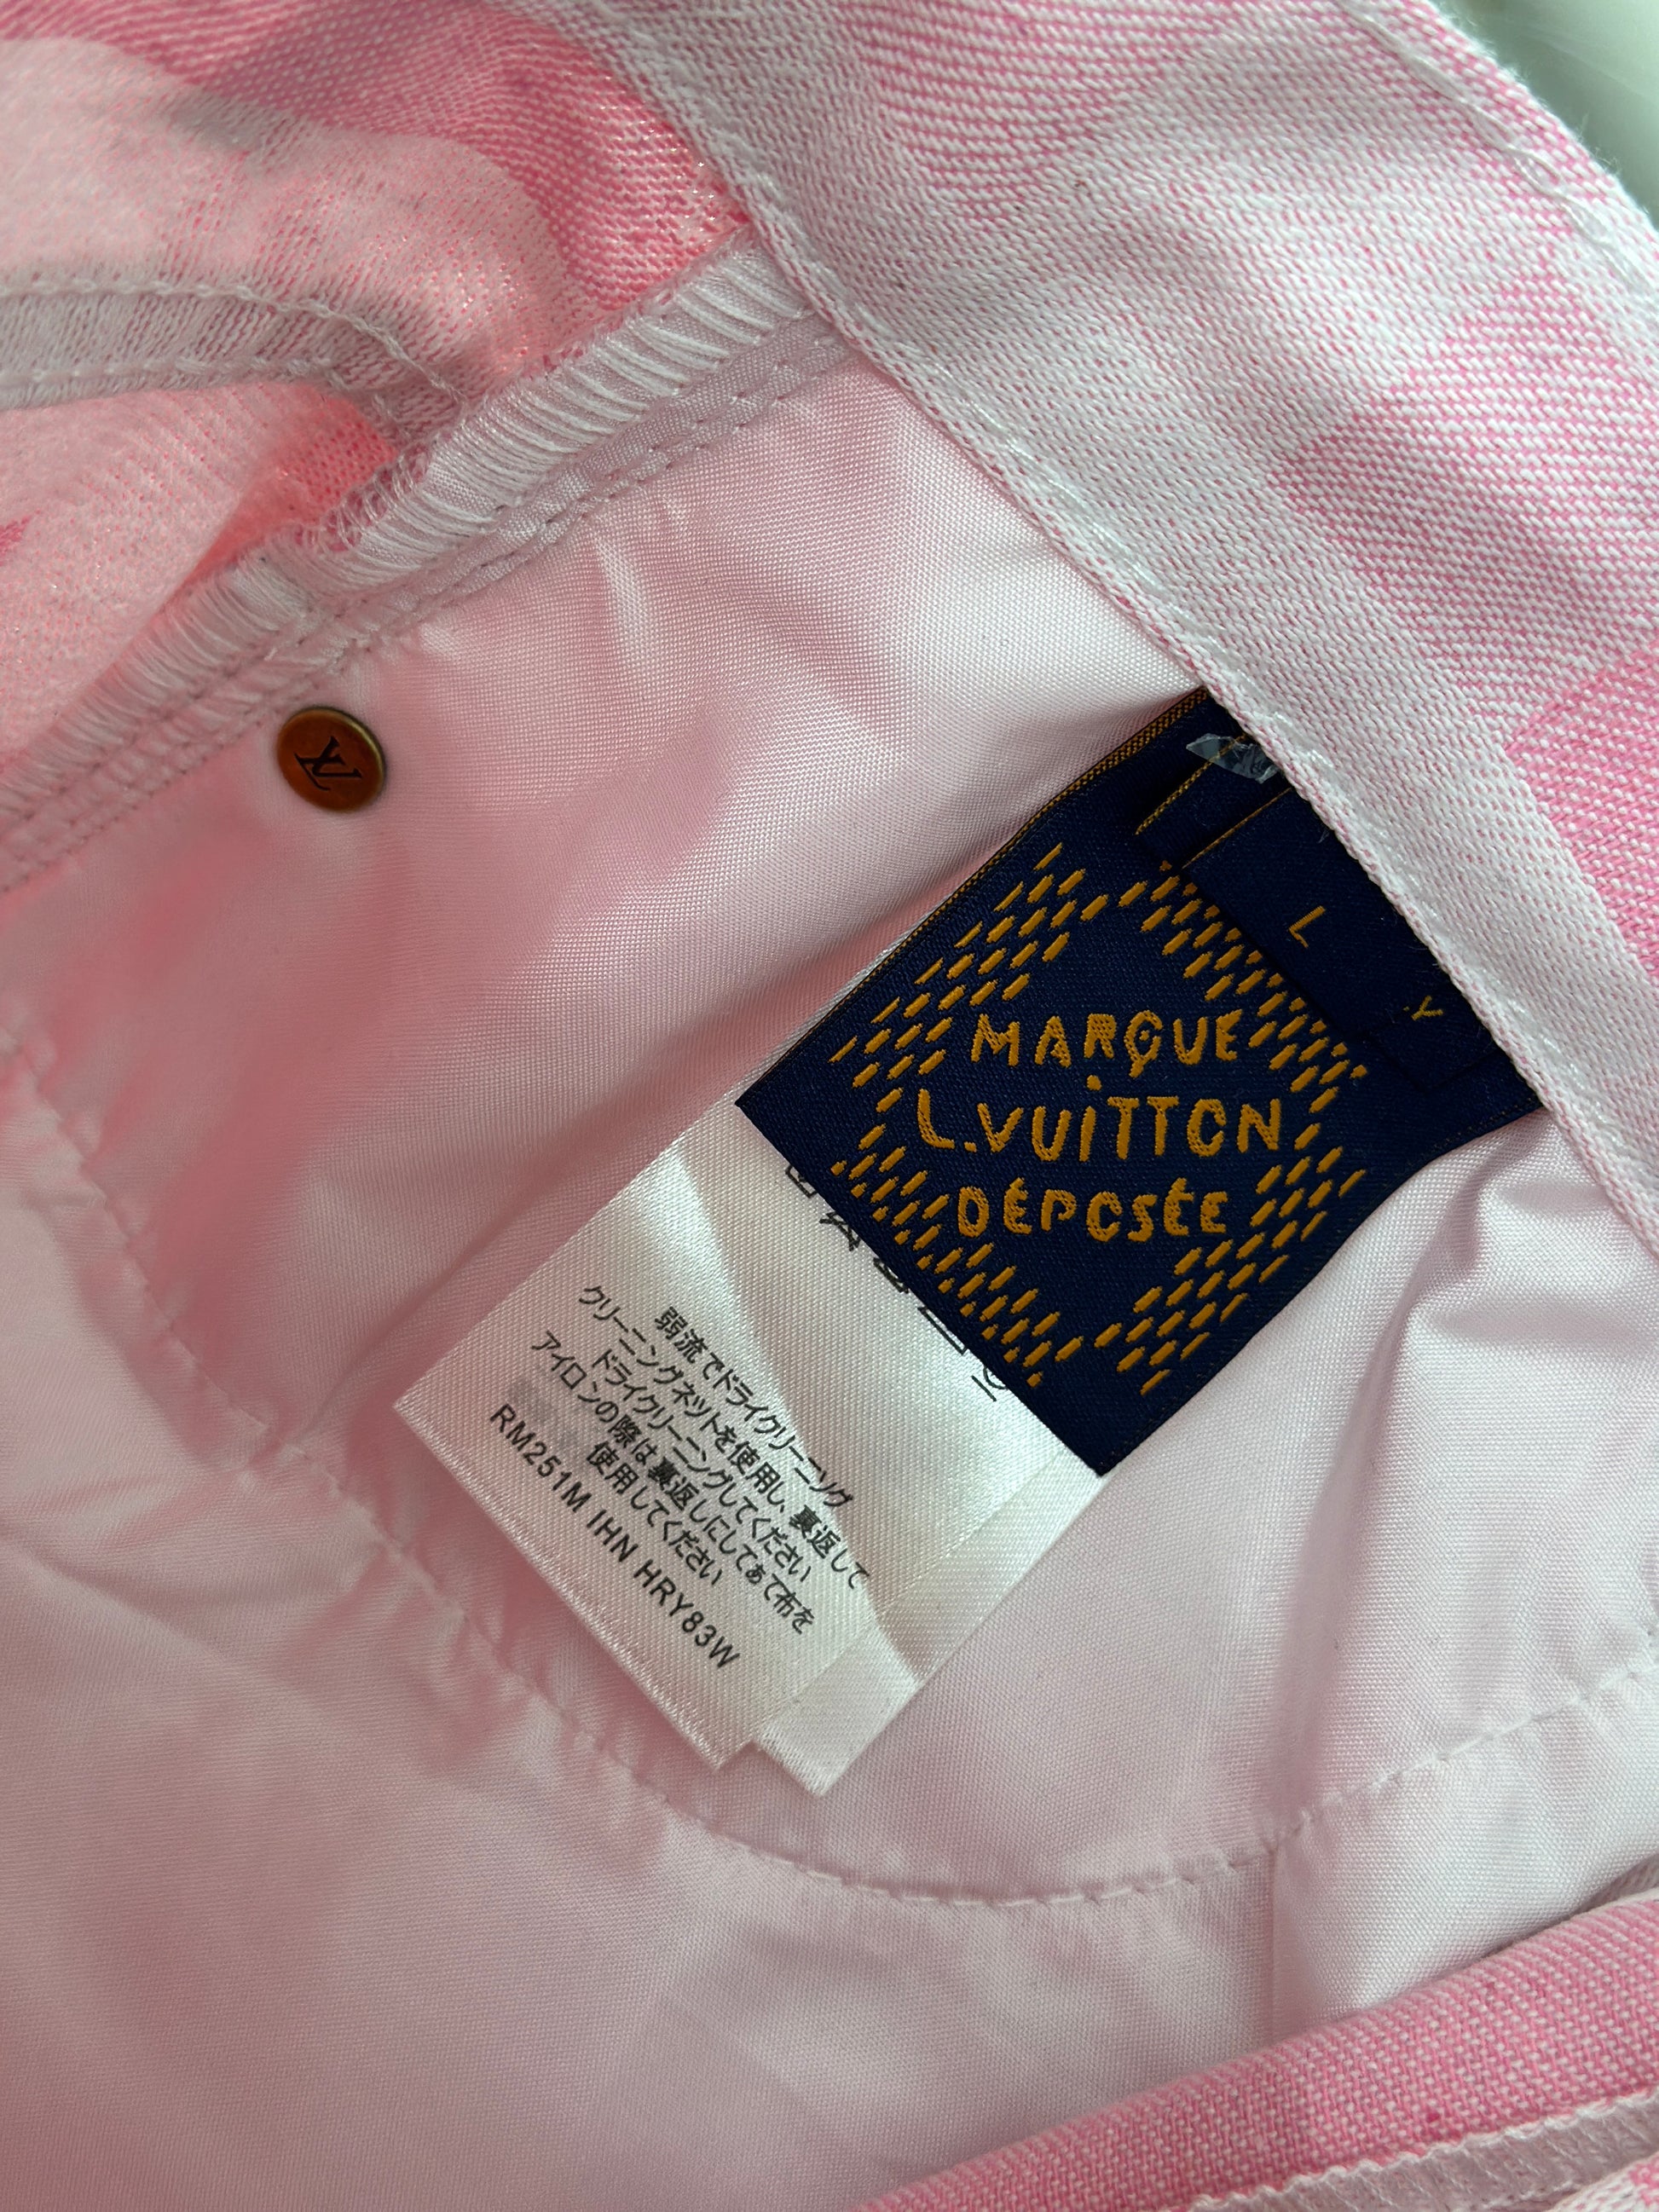 LV
L
Y
MARQUE
L.VUITTON
DÉPOSÉE
弱流でドライクリーニング
クリーニングネットを使用し、裏返して
ドライクリーニングしてください
アイロンの際は裏返しにしてあて布を
使用してください
RM251M IHN HRY83W